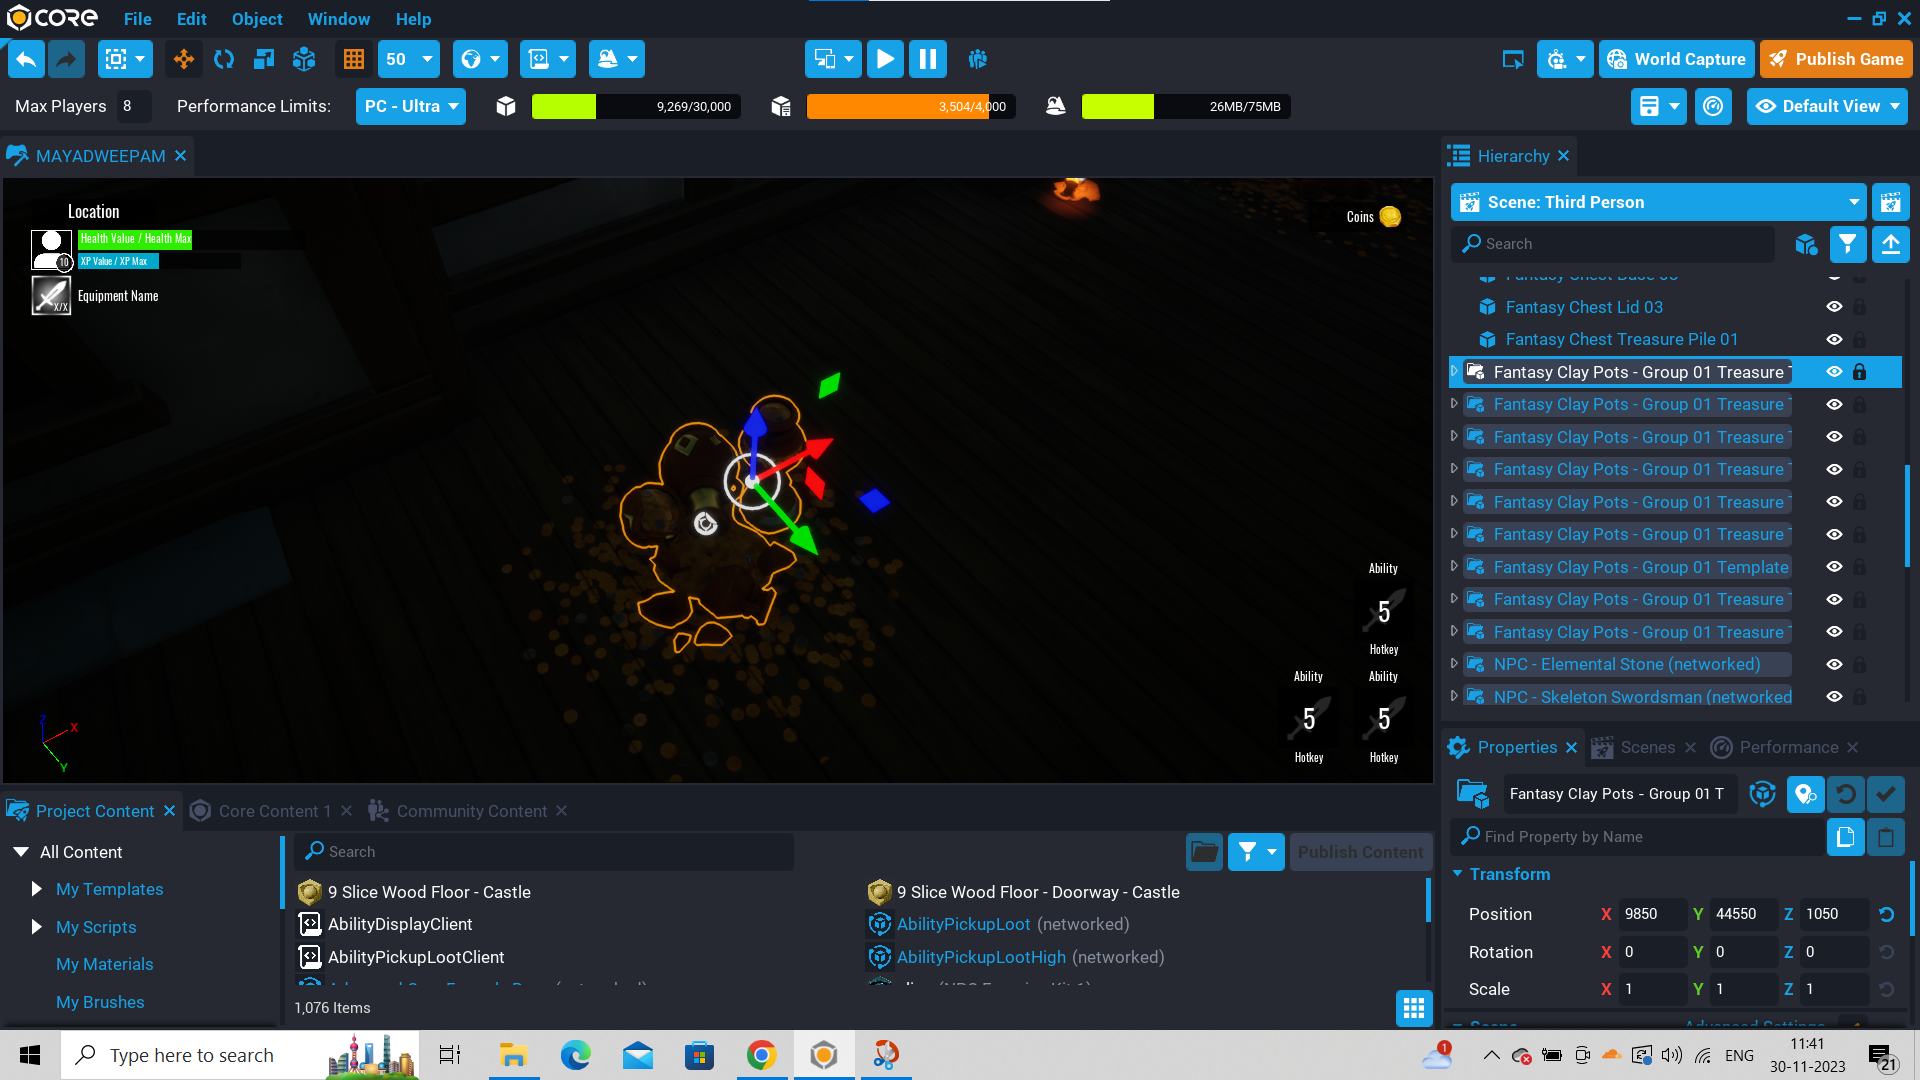 CORE File Edit Object Window Help
50 World Capture Publish Game
Max Players 8 Performance Limits: PC - Ultra 9,269/30,000 3,504/4,000 26MB/75MB Default View
MAYADWEEPAM
Hierarchy
Location
Health Value / Health Max
10 XP Value / XP Max
X/X Equipment Name
Coins
Ability
5
Hotkey
Ability Ability
5 5
Hotkey Hotkey
Z X
Y
Scene: Third Person
Search
Fantasy Chest Base 03
Fantasy Chest Lid 03
Fantasy Chest Treasure Pile 01
Fantasy Clay Pots - Group 01 Treasure T
Fantasy Clay Pots - Group 01 Treasure T
Fantasy Clay Pots - Group 01 Treasure T
Fantasy Clay Pots - Group 01 Treasure T
Fantasy Clay Pots - Group 01 Treasure T
Fantasy Clay Pots - Group 01 Treasure T
Fantasy Clay Pots - Group 01 Template
Fantasy Clay Pots - Group 01 Treasure T
Fantasy Clay Pots - Group 01 Treasure T
NPC - Elemental Stone (networked)
NPC - Skeleton Swordsman (networked
Properties Scenes Performance
Fantasy Clay Pots - Group 01 T
Find Property by Name
Transform
Position X 9850 Y 44550 Z 1050
Rotation X 0 Y 0 Z 0
Scale X 1 Y 1 Z 1
Scene Advanced Settings
Project Content Core Content 1 Community Content
All Content
My Templates
My Scripts
My Materials
My Brushes
Search Publish Content
9 Slice Wood Floor - Castle 9 Slice Wood Floor - Doorway - Castle
AbilityDisplayClient AbilityPickupLoot (networked)
AbilityPickupLootClient AbilityPickupLootHigh (networked)
1,076 Items
Type here to search
1
ENG
11:41
30-11-2023
21